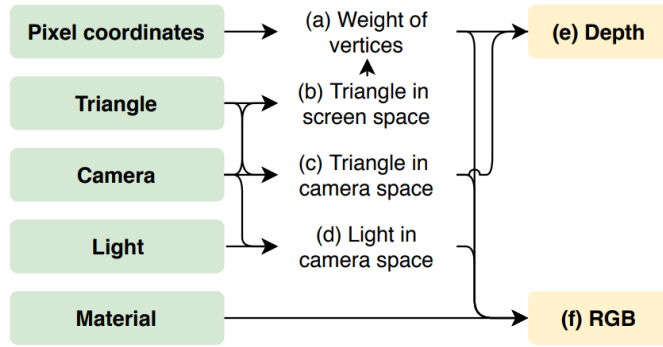 Pixel coordinates
(a) Weight of
vertices
(e) Depth
Triangle
(b) Triangle in
screen space
Camera
(c) Triangle in
camera space
Light
(d) Light in
camera space
Material
(f) RGB